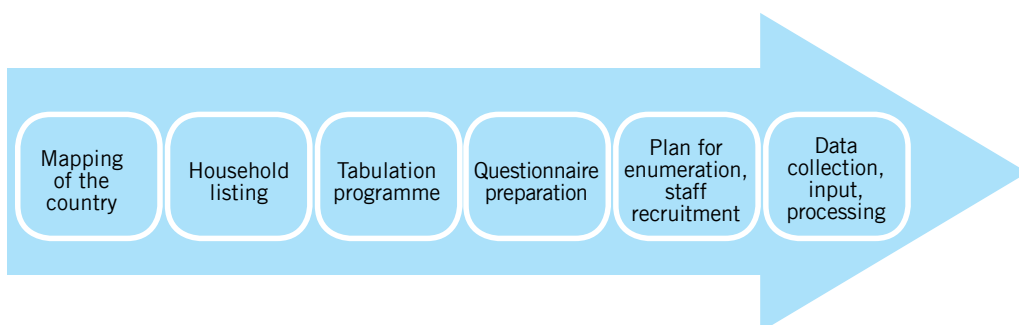 Mapping
of the
country
Household
listing
Tabulation
programme
Questionnaire
preparation
Plan for
enumeration,
staff
recruitment
Data
collection,
input,
processing